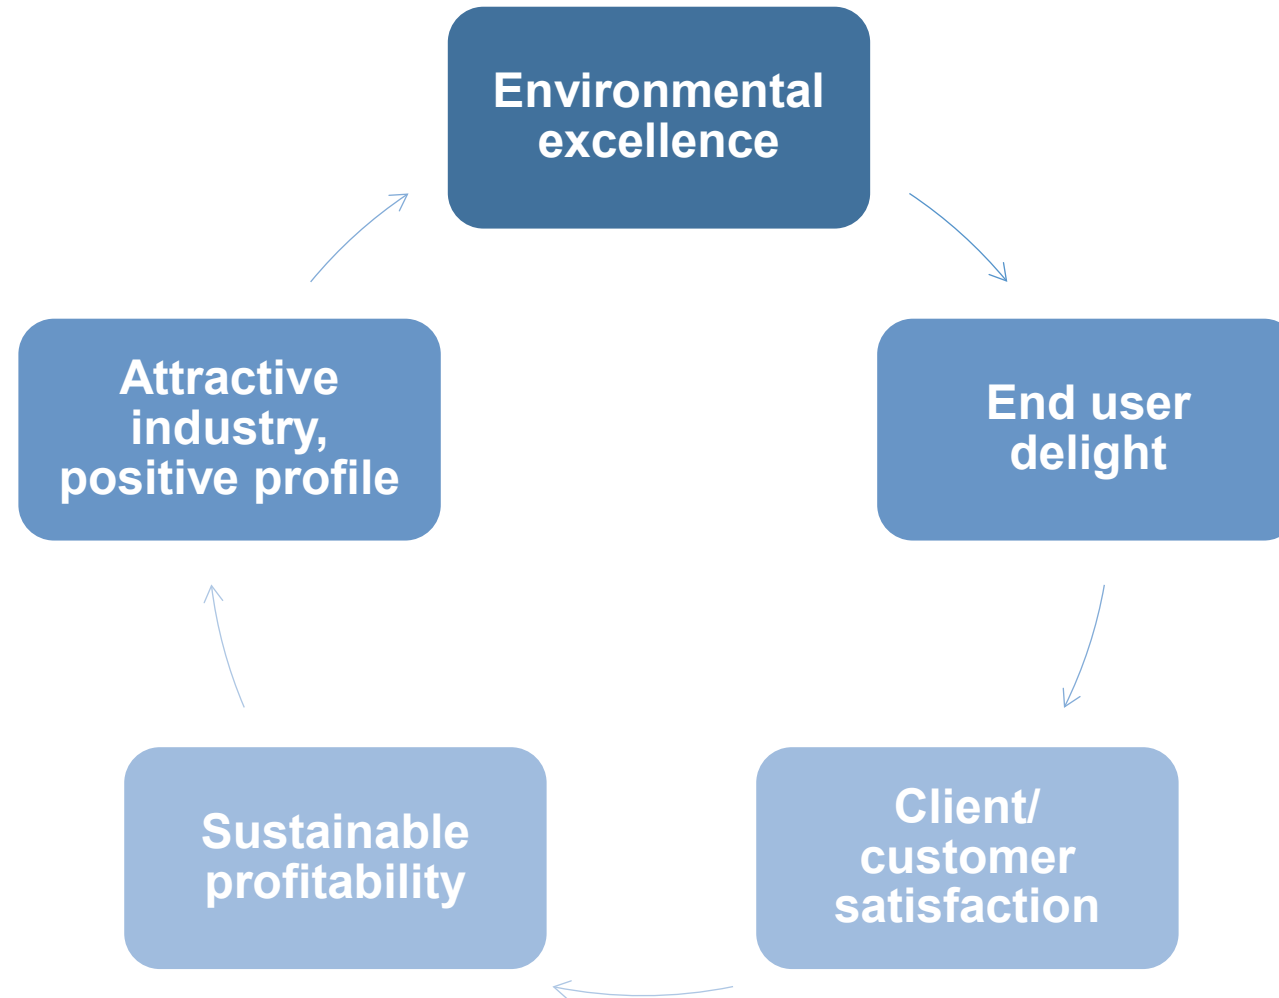 Environmental
excellence
End user
delight
Client/
customer
satisfaction
Sustainable
profitability
Attractive
industry,
positive profile